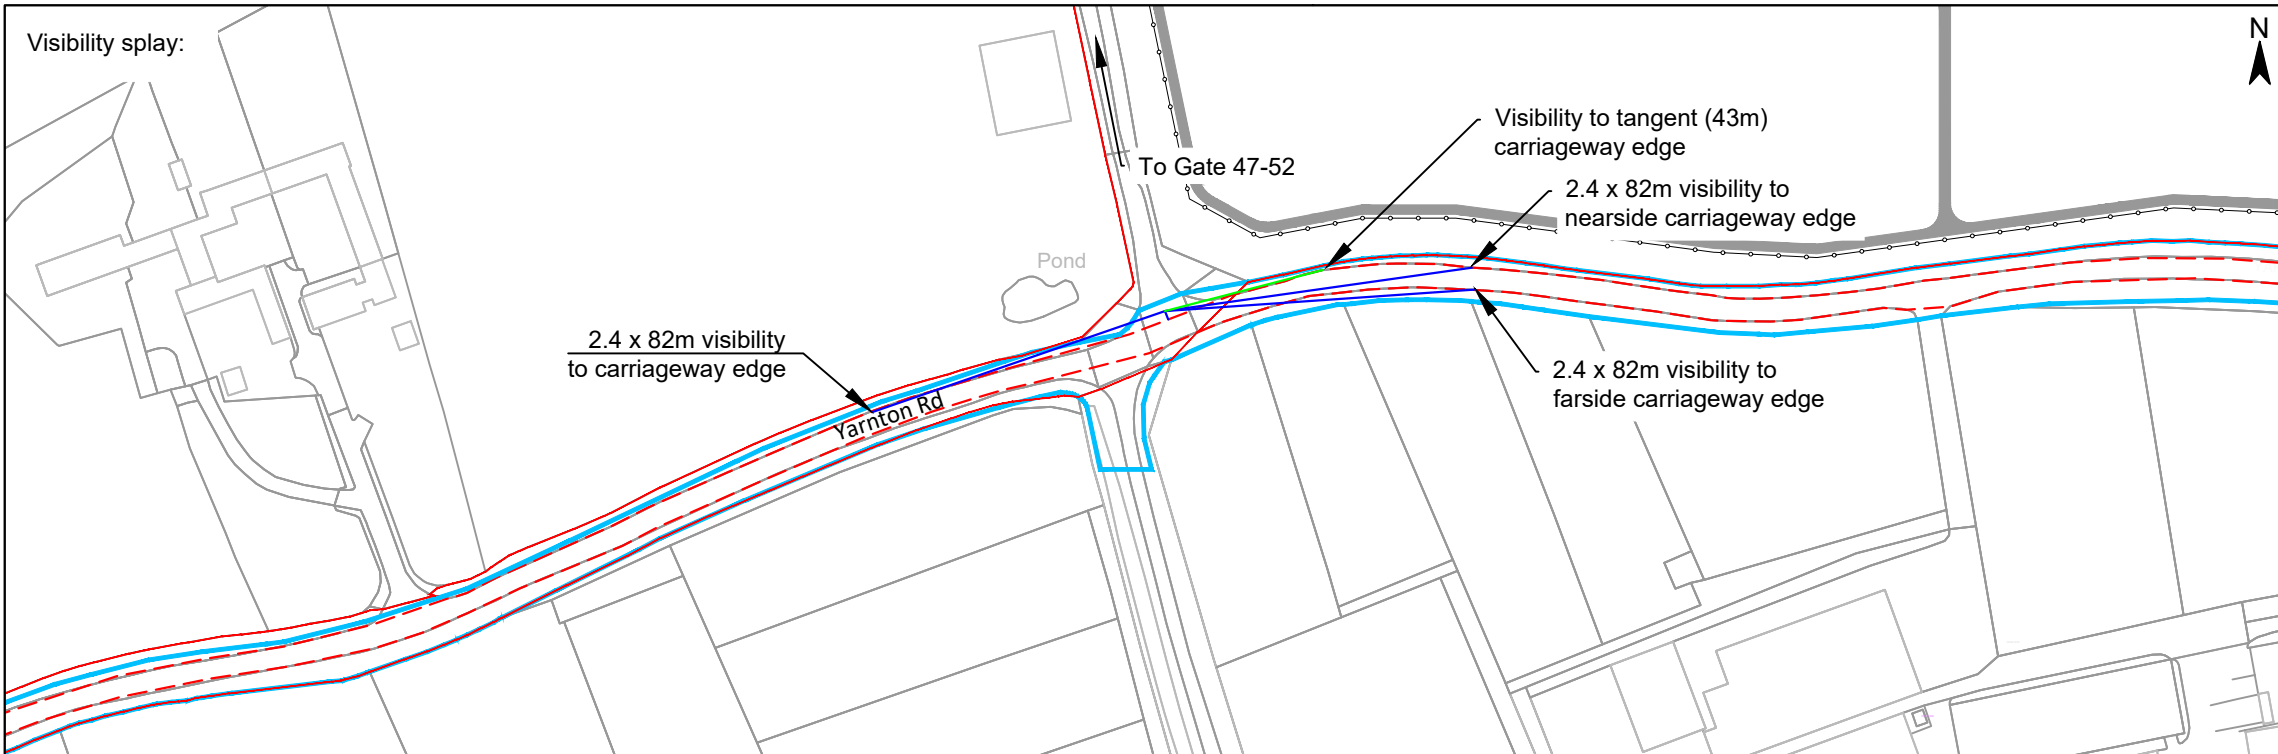 Visibility splay:
N
Visibility to tangent (43m)
carriageway edge
To Gate 47-52
2.4 x 82m visibility to
nearside carriageway edge
Pond
2.4 x 82m visibility
to carriageway edge
2.4 x 82m visibility to
farside carriageway edge
Yarnton Rd